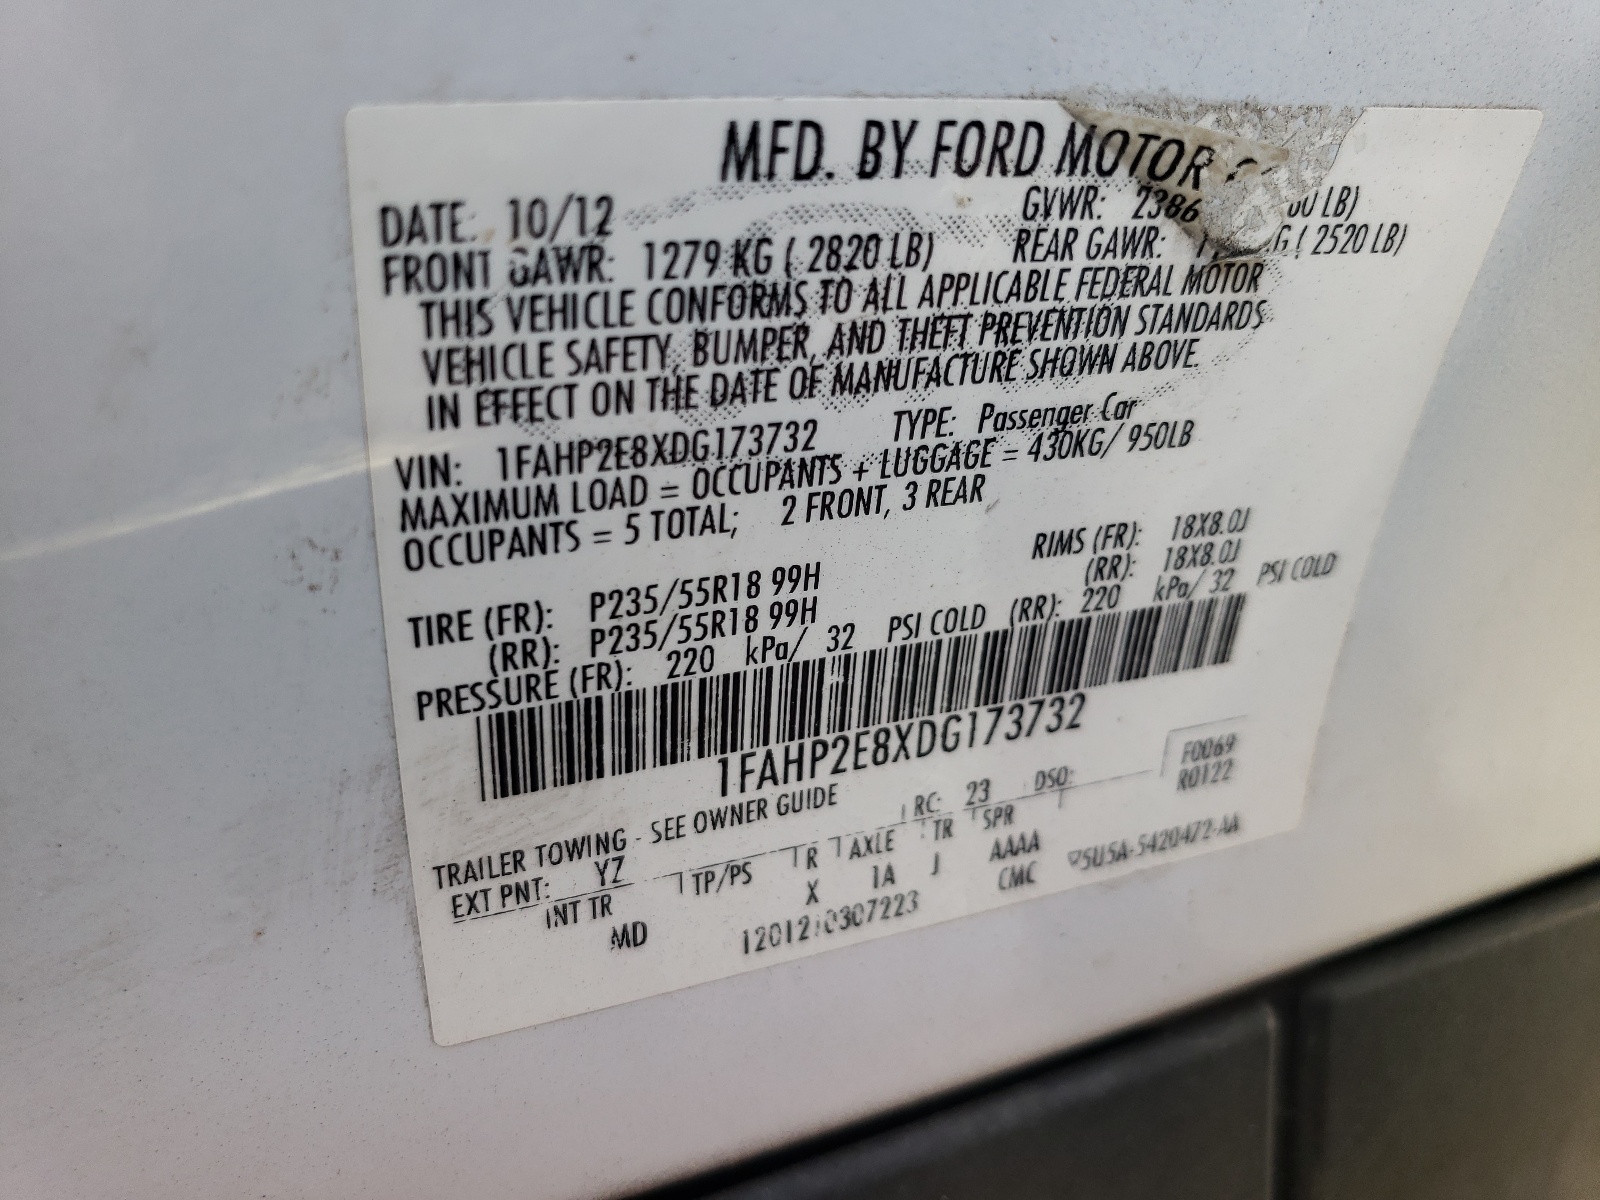 MFD. BY FORD MOTOR
DATE: 10/12 GVWR: 2386 LB)
FRONT GAWR: 1279 KG ( 2820 LB) REAR GAWR: ( 2520 LB)
THIS VEHICLE CONFORMS TO ALL APPLICABLE FEDERAL MOTOR
VEHICLE SAFETY, BUMPER, AND THEFT PREVENTION STANDARDS
IN EFFECT ON THE DATE OF MANUFACTURE SHOWN ABOVE.
VIN: 1FAHP2E8XDG173732 TYPE: Passenger Car
MAXIMUM LOAD = OCCUPANTS + LUGGAGE = 430KG/ 950LB
OCCUPANTS = 5 TOTAL; 2 FRONT, 3 REAR
TIRE (FR): P235/55R18 99H RIMS (FR): 18X8.0J
(RR): P235/55R18 99H (RR): 18X8.0J
PRESSURE (FR): 220 kPa/ 32 PSI COLD (RR): 220 kPa/ 32 PSI COLD
1FAHP2E8XDG173732
F0069
TRAILER TOWING - SEE OWNER GUIDE RC: 23 DSO: R0122
EXT PNT: YZ
INT TR TP/PS R AXLE TR SPR
MD X 1A J AAAA
CMC
5U5A-5420472-AA